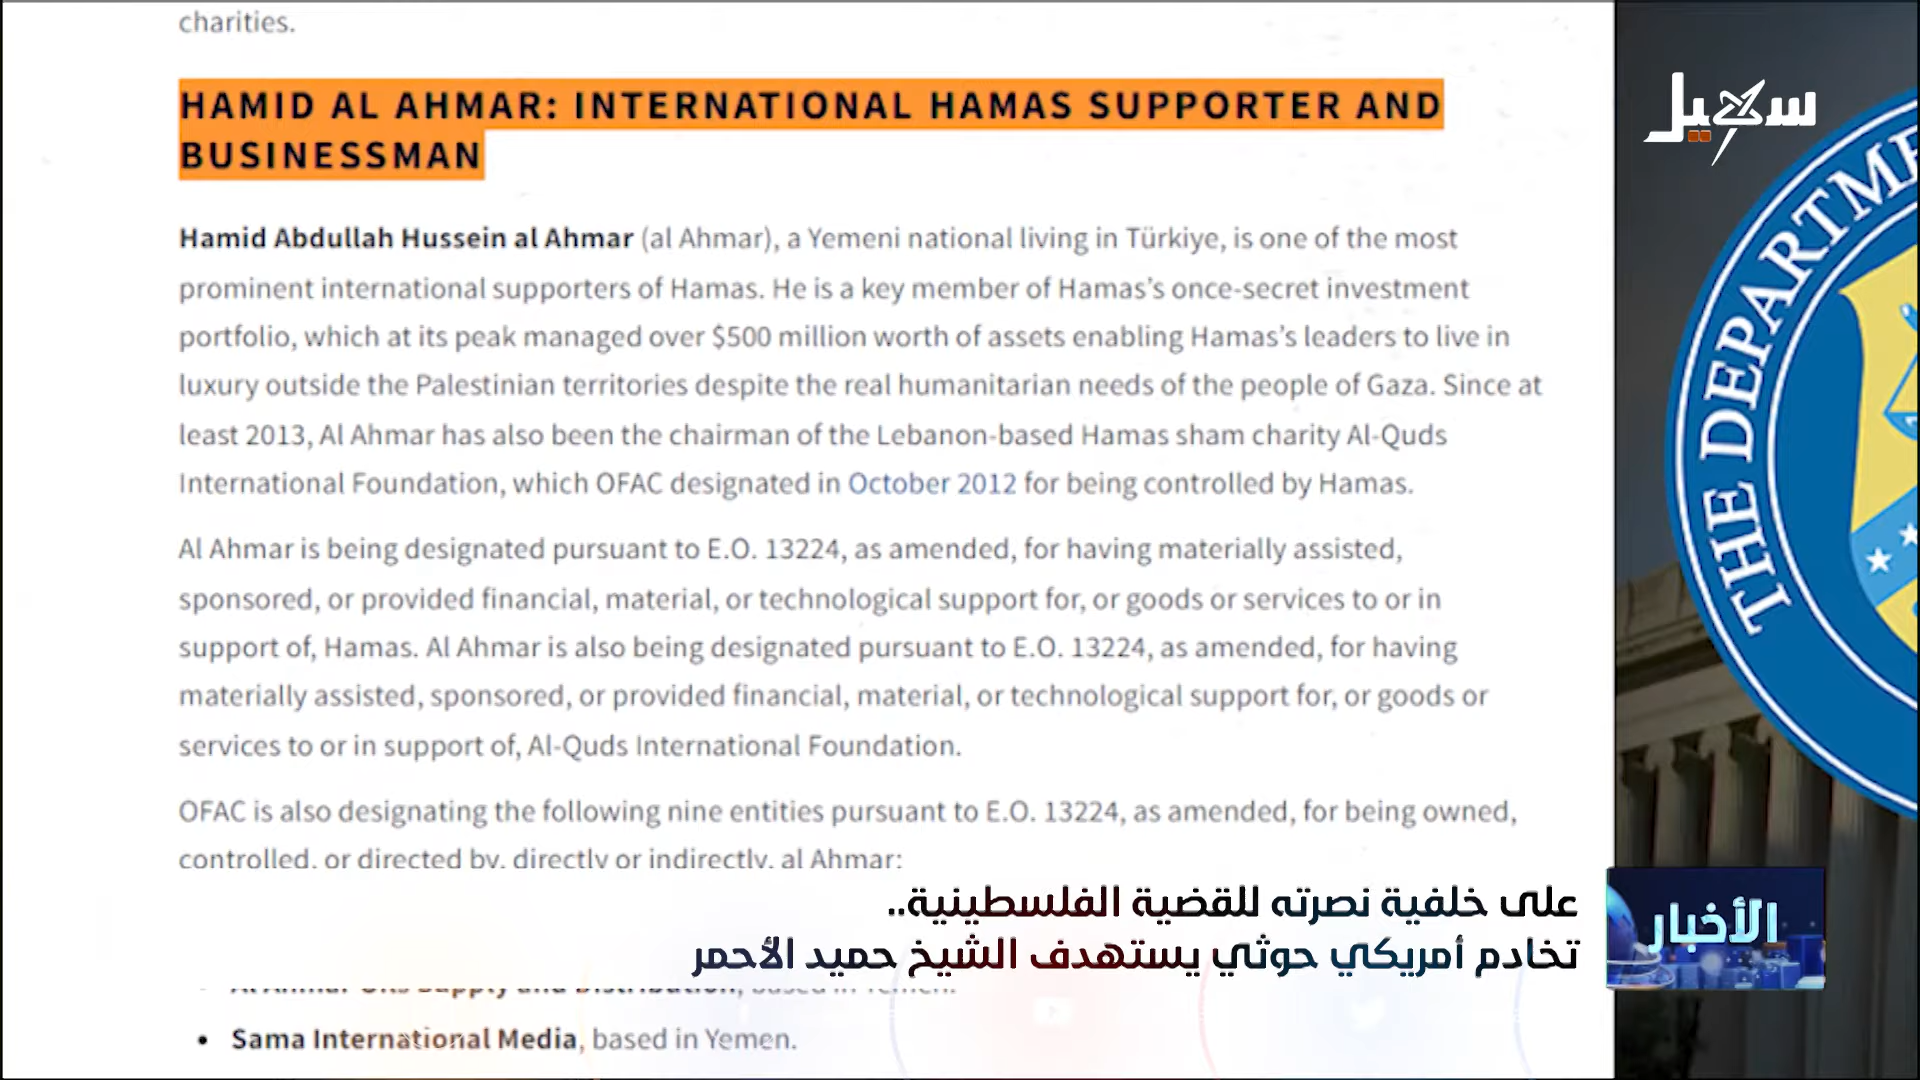 charities.
HAMID AL AHMAR: INTERNATIONAL HAMAS SUPPORTER AND
BUSINESSMAN
Hamid Abdullah Hussein al Ahmar (al Ahmar), a Yemeni national living in Türkiye, is one of the most
prominent international supporters of Hamas. He is a key member of Hamas's once-secret investment
portfolio, which at its peak managed over $500 million worth of assets enabling Hamas's leaders to live in
luxury outside the Palestinian territories despite the real humanitarian needs of the people of Gaza. Since at
least 2013, Al Ahmar has also been the chairman of the Lebanon-based Hamas sham charity Al-Quds
International Foundation, which OFAC designated in October 2012 for being controlled by Hamas.
Al Ahmar is being designated pursuant to E.O. 13224, as amended, for having materially assisted,
sponsored, or provided financial, material, or technological support for, or goods or services to or in
support of, Hamas. Al Ahmar is also being designated pursuant to E.O. 13224, as amended, for having
materially assisted, sponsored, or provided financial, material, or technological support for, or goods or
services to or in support of, Al-Quds International Foundation.
OFAC is also designating the following nine entities pursuant to E.O. 13224, as amended, for being owned,
controlled, or directed by, directly or indirectly, al Ahmar:
على خلفية نصرته للقضية الفلسطينية..
تخادم أمريكي حوثي يستهدف الشيخ حميد الأحمر
الأخبار
• Sama International Media, based in Yemen.
سهيل
THE DEPARTME